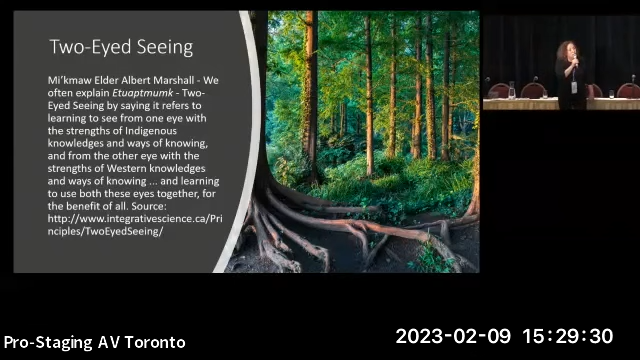 Two-Eyed Seeing
Mi’kmaw Elder Albert Marshall - We
often explain Etuaptmumk - Two-
Eyed Seeing by saying it refers to
learning to see from one eye with
the strengths of Indigenous
knowledges and ways of knowing,
and from the other eye with the
strengths of Western knowledges
and ways of knowing ... and learning
to use both these eyes together, for
the benefit of all. Source:
http://www.integrativescience.ca/Pri
nciples/TwoEyedSeeing/
Pro-Staging AV Toronto
2023-02-09 15:29:30